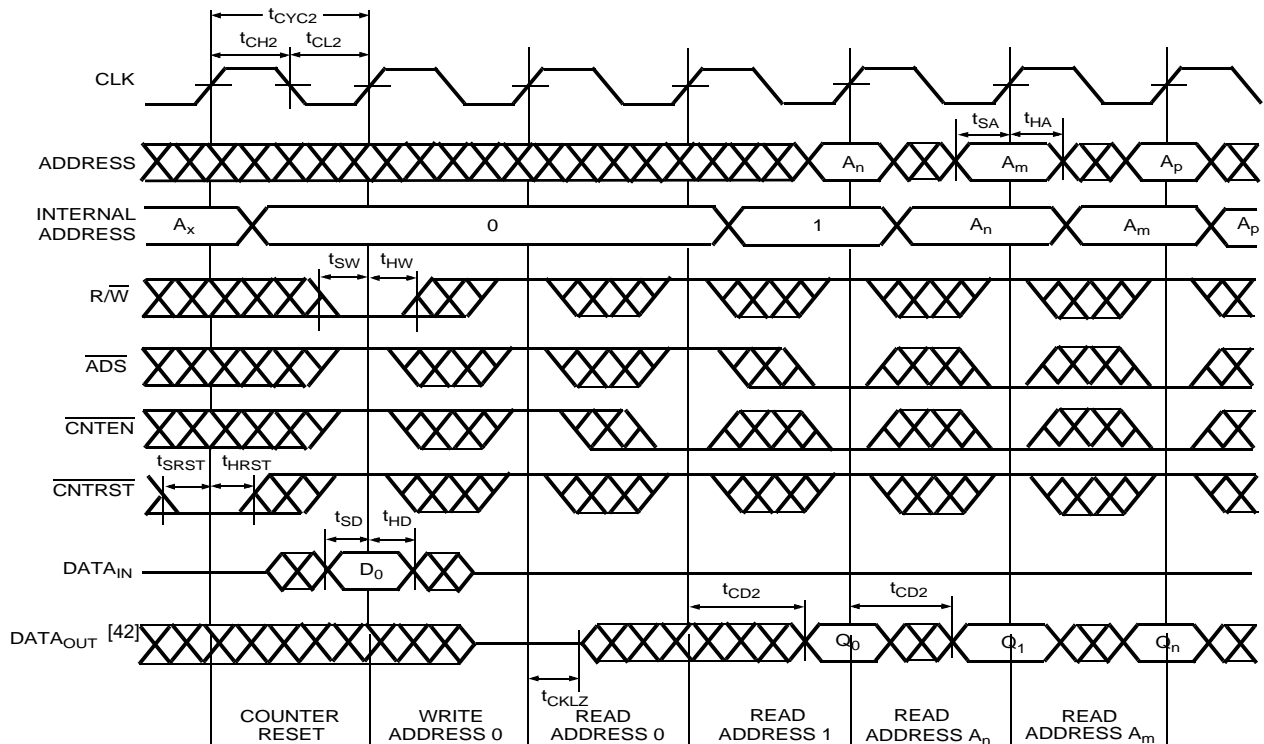 tCYC2
tCH2 tCL2
CLK
tSA tHA
ADDRESS An Am Ap
INTERNAL
ADDRESS
Ax 0 1 An Am Ap
tSW tHW
R/W
ADS
CNTEN
tSRST tHRST
CNTRST
tSD tHD
DATAIN D0
tCD2 tCD2
DATAOUT [42] Q0 Q1 Qn
tCKLZ
COUNTER
RESET
WRITE
ADDRESS 0
READ
ADDRESS 0
READ
ADDRESS 1
READ
ADDRESS An
READ
ADDRESS Am